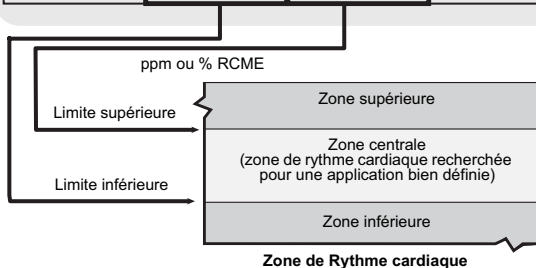 ppm ou % RCME
Zone supérieure
Limite supérieure
Zone centrale
(zone de rythme cardiaque recherchée
pour une application bien définie)
Limite inférieure
Zone inférieure
Zone de Rythme cardiaque